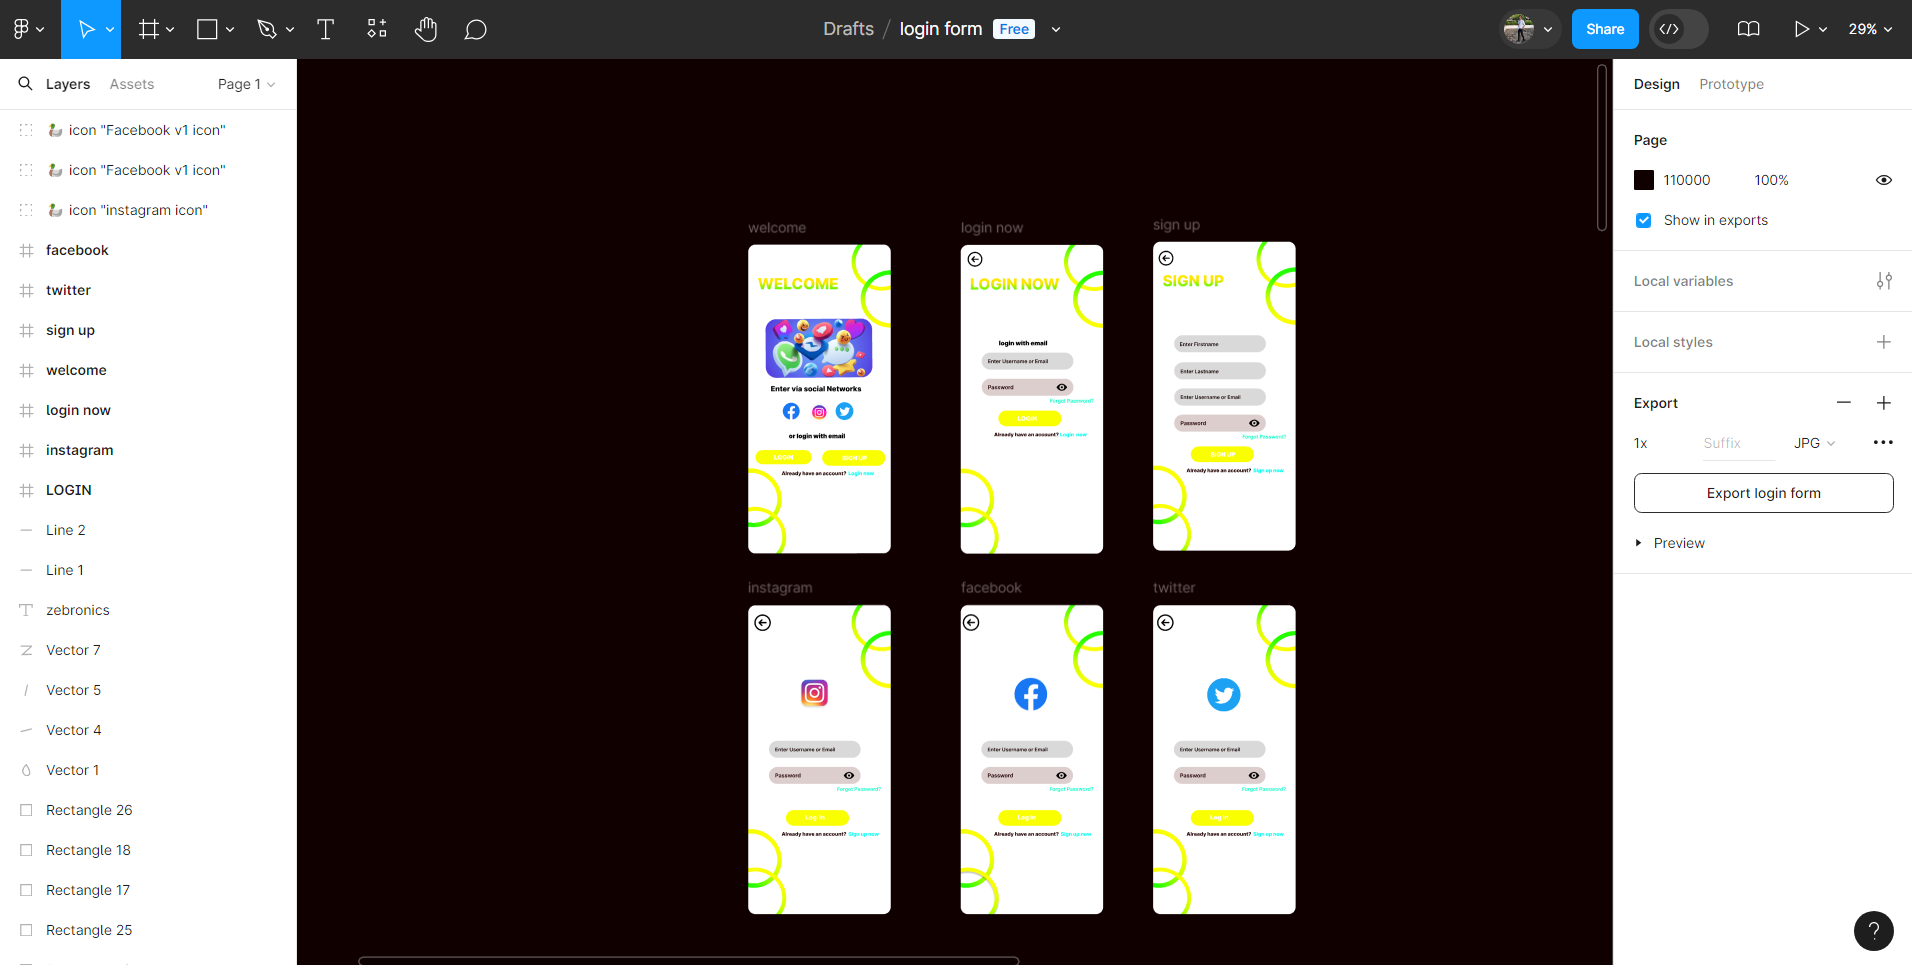 Drafts / login form Free
Share
29%
Layers
Assets
Page 1
icon "Facebook v1 icon"
icon "Facebook v1 icon"
icon "instagram icon"
facebook
twitter
sign up
welcome
login now
instagram
LOGIN
Line 2
Line 1
zebronics
Vector 7
Vector 5
Vector 4
Vector 1
Rectangle 26
Rectangle 18
Rectangle 17
Rectangle 25
welcome
WELCOME
Enter via social Networks
or login with email
LOGIN
SIGN UP
Already have an account? Login now
login now
LOGIN NOW
login with email
Enter Username or Email
Password
Forgot Password?
LOGIN
Already have an account? Login now
sign up
SIGN UP
Enter Firstname
Enter Lastname
Enter Username or Email
Password
Forgot Password?
SIGN UP
Already have an account? Sign up now
instagram
Enter Username or Email
Password
Forgot Password?
Log in
Already have an account? Sign up now
facebook
Enter Username or Email
Password
Forgot Password?
Log in
Already have an account? Sign up now
twitter
Enter Username or Email
Password
Forgot Password?
Log in
Already have an account? Sign up now
Design
Prototype
Page
110000
100%
Show in exports
Local variables
Local styles
Export
1x
Suffix
JPG
Export login form
Preview
?